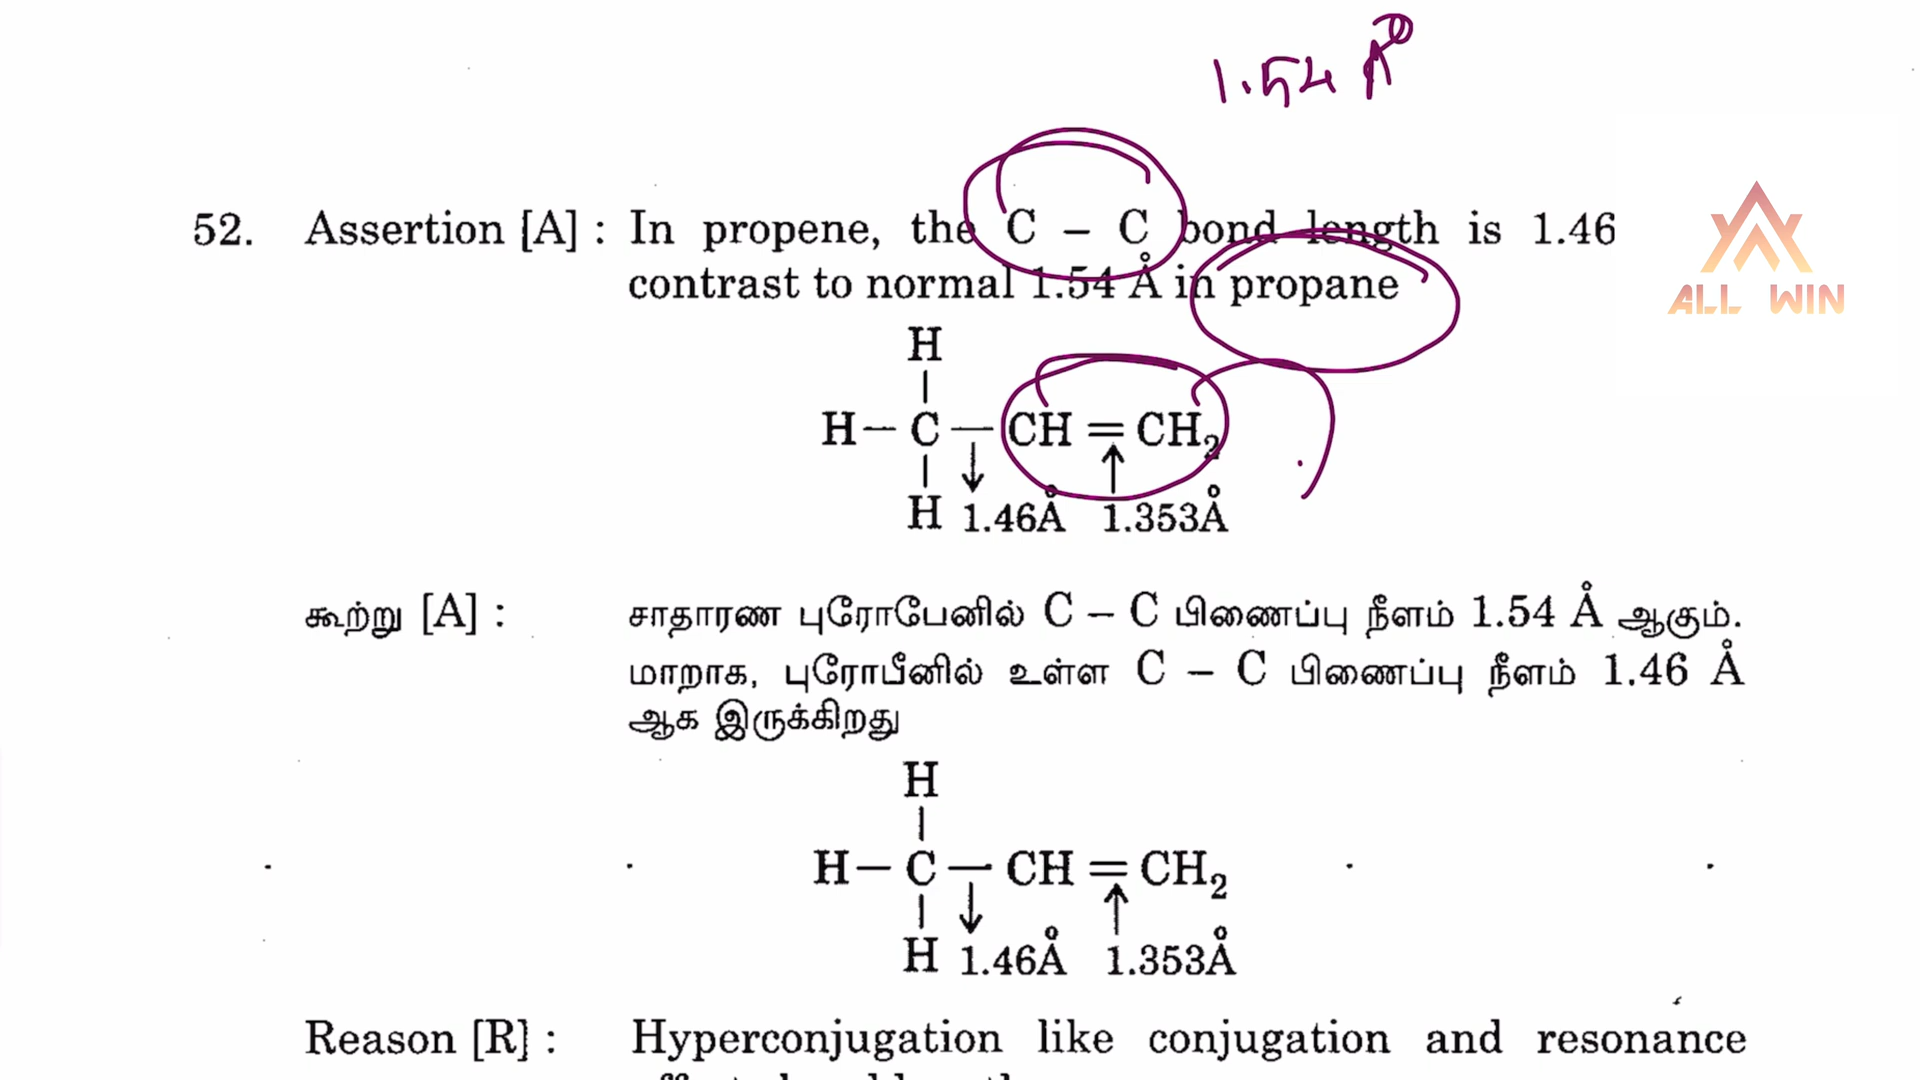 1.54 A°
52. Assertion [A] : In propene, the C – C bond length is 1.46
contrast to normal 1.54 Å in propane
ALL WIN
H
H – C — CH = CH₂
H 1.46Å 1.353Å
கூற்று [A] : சாதாரண புரோபேனில் C – C பிணைப்பு நீளம் 1.54 Å ஆகும்.
மாறாக, புரோபீனில் உள்ள C – C பிணைப்பு நீளம் 1.46 Å
ஆக இருக்கிறது
H
H – C — CH = CH₂
H 1.46Å 1.353Å
Reason [R] : Hyperconjugation like conjugation and resonance